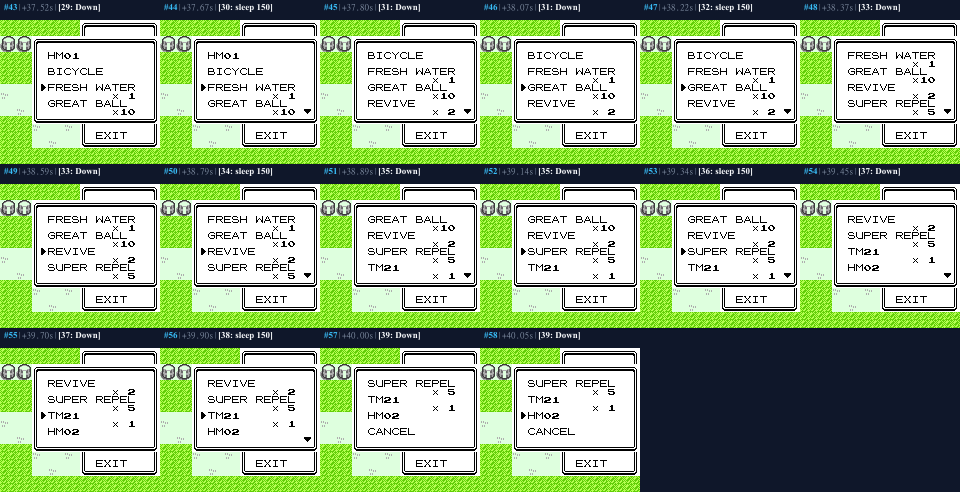 #43|+37.52s|[29: Down]
HM01
BICYCLE
▶FRESH WATER
×1
GREAT BALL
×10
EXIT
#44|+37.67s|[30: sleep 150]
HM01
BICYCLE
▶FRESH WATER
×1
GREAT BALL
×10▼
EXIT
#45|+37.80s|[31: Down]
BICYCLE
FRESH WATER
×1
GREAT BALL
×10
REVIVE
×2▼
EXIT
#46|+38.07s|[31: Down]
BICYCLE
FRESH WATER
×1
▶GREAT BALL
×10
REVIVE
×2
EXIT
#47|+38.22s|[32: sleep 150]
BICYCLE
FRESH WATER
×1
▶GREAT BALL
×10
REVIVE
×2▼
EXIT
#48|+38.37s|[33: Down]
FRESH WATER
×1
GREAT BALL
×10
REVIVE
×2
SUPER REPEL
×5▼
EXIT
#49|+38.59s|[33: Down]
FRESH WATER
×1
GREAT BALL
×10
▶REVIVE
×2
SUPER REPEL
×5
EXIT
#50|+38.79s|[34: sleep 150]
FRESH WATER
×1
GREAT BALL
×10
▶REVIVE
×2
SUPER REPEL
×5▼
EXIT
#51|+38.89s|[35: Down]
GREAT BALL
×10
REVIVE
×2
SUPER REPEL
×5
TM21
×1▼
EXIT
#52|+39.14s|[35: Down]
GREAT BALL
×10
REVIVE
×2
▶SUPER REPEL
×5
TM21
×1
EXIT
#53|+39.34s|[36: sleep 150]
GREAT BALL
×10
REVIVE
×2
▶SUPER REPEL
×5
TM21
×1▼
EXIT
#54|+39.45s|[37: Down]
REVIVE
×2
SUPER REPEL
×5
TM21
×1
HM02
▼
EXIT
#55|+39.70s|[37: Down]
REVIVE
×2
SUPER REPEL
×5
▶TM21
×1
HM02
EXIT
#56|+39.90s|[38: sleep 150]
REVIVE
×2
SUPER REPEL
×5
▶TM21
×1
HM02
▼
EXIT
#57|+40.00s|[39: Down]
SUPER REPEL
×5
TM21
×1
HM02
CANCEL
EXIT
#58|+40.05s|[39: Down]
SUPER REPEL
×5
TM21
×1
▶HM02
CANCEL
EXIT